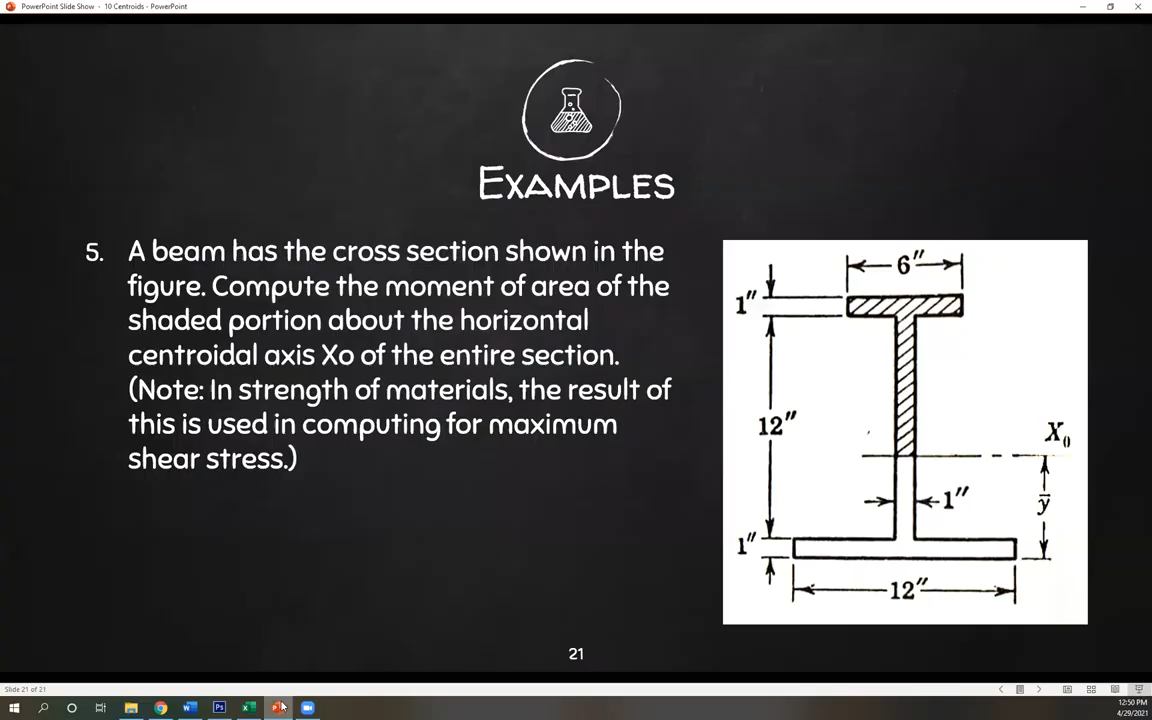 PowerPoint Slide Show - 10 Centroids - PowerPoint
EXAMPLES
5. A beam has the cross section shown in the
figure. Compute the moment of area of the
shaded portion about the horizontal
centroidal axis Xo of the entire section.
(Note: In strength of materials, the result of
this is used in computing for maximum
shear stress.)
6"
1"
12"
X₀
1"
ȳ
1"
12"
21
Slide 21 of 21
12:50 PM
4/29/2021